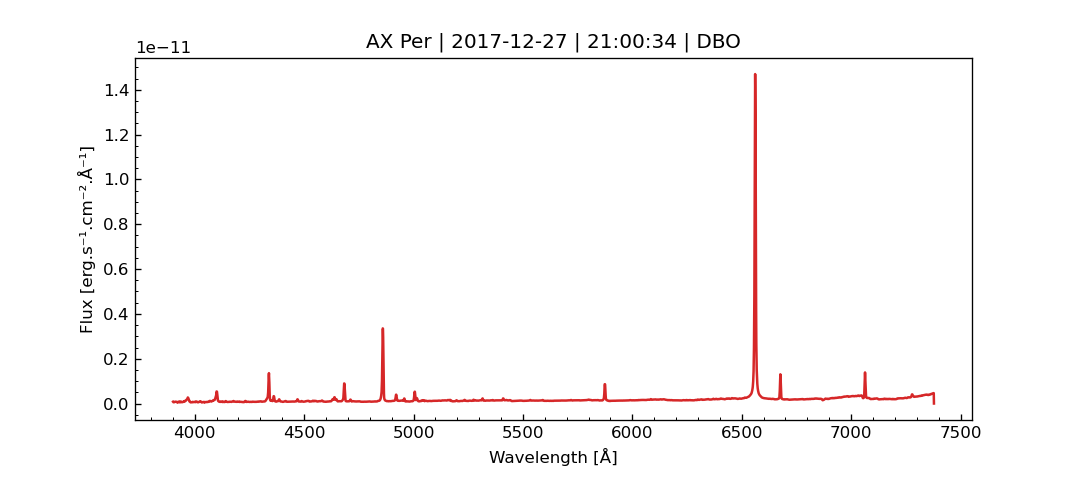 AX Per | 2017-12-27 | 21:00:34 | DBO
1e−11
1.4
1.2
1.0
0.8
0.6
0.4
0.2
0.0
Flux [erg.s⁻¹.cm⁻².Å⁻¹]
4000 4500 5000 5500 6000 6500 7000 7500
Wavelength [Å]